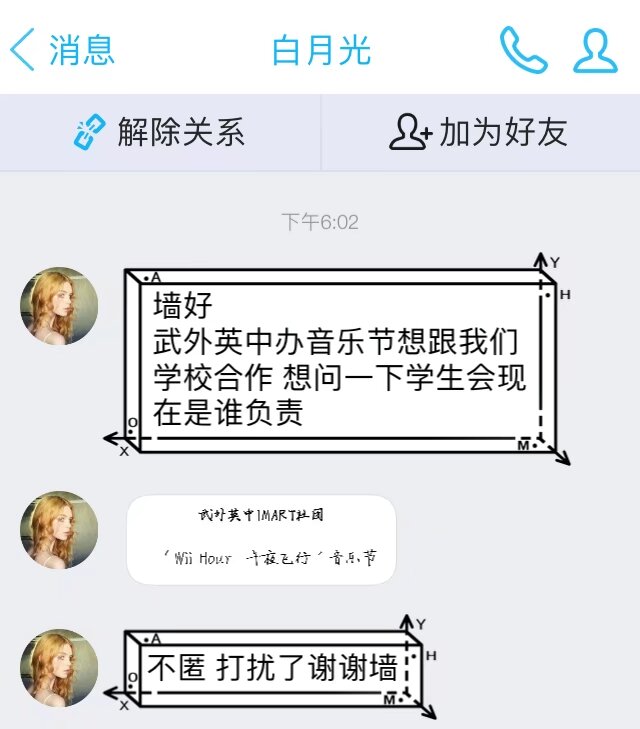 消息
白月光
解除关系
加为好友
下午6:02
A
Y
H
墙好
武外英中办音乐节想跟我们
学校合作 想问一下学生会现
在是谁负责
O
X
M
武外英中IMART社团
“Wii Hour 午夜飞行”音乐节
A
Y
H
不匿 打扰了谢谢墙
O
X
M